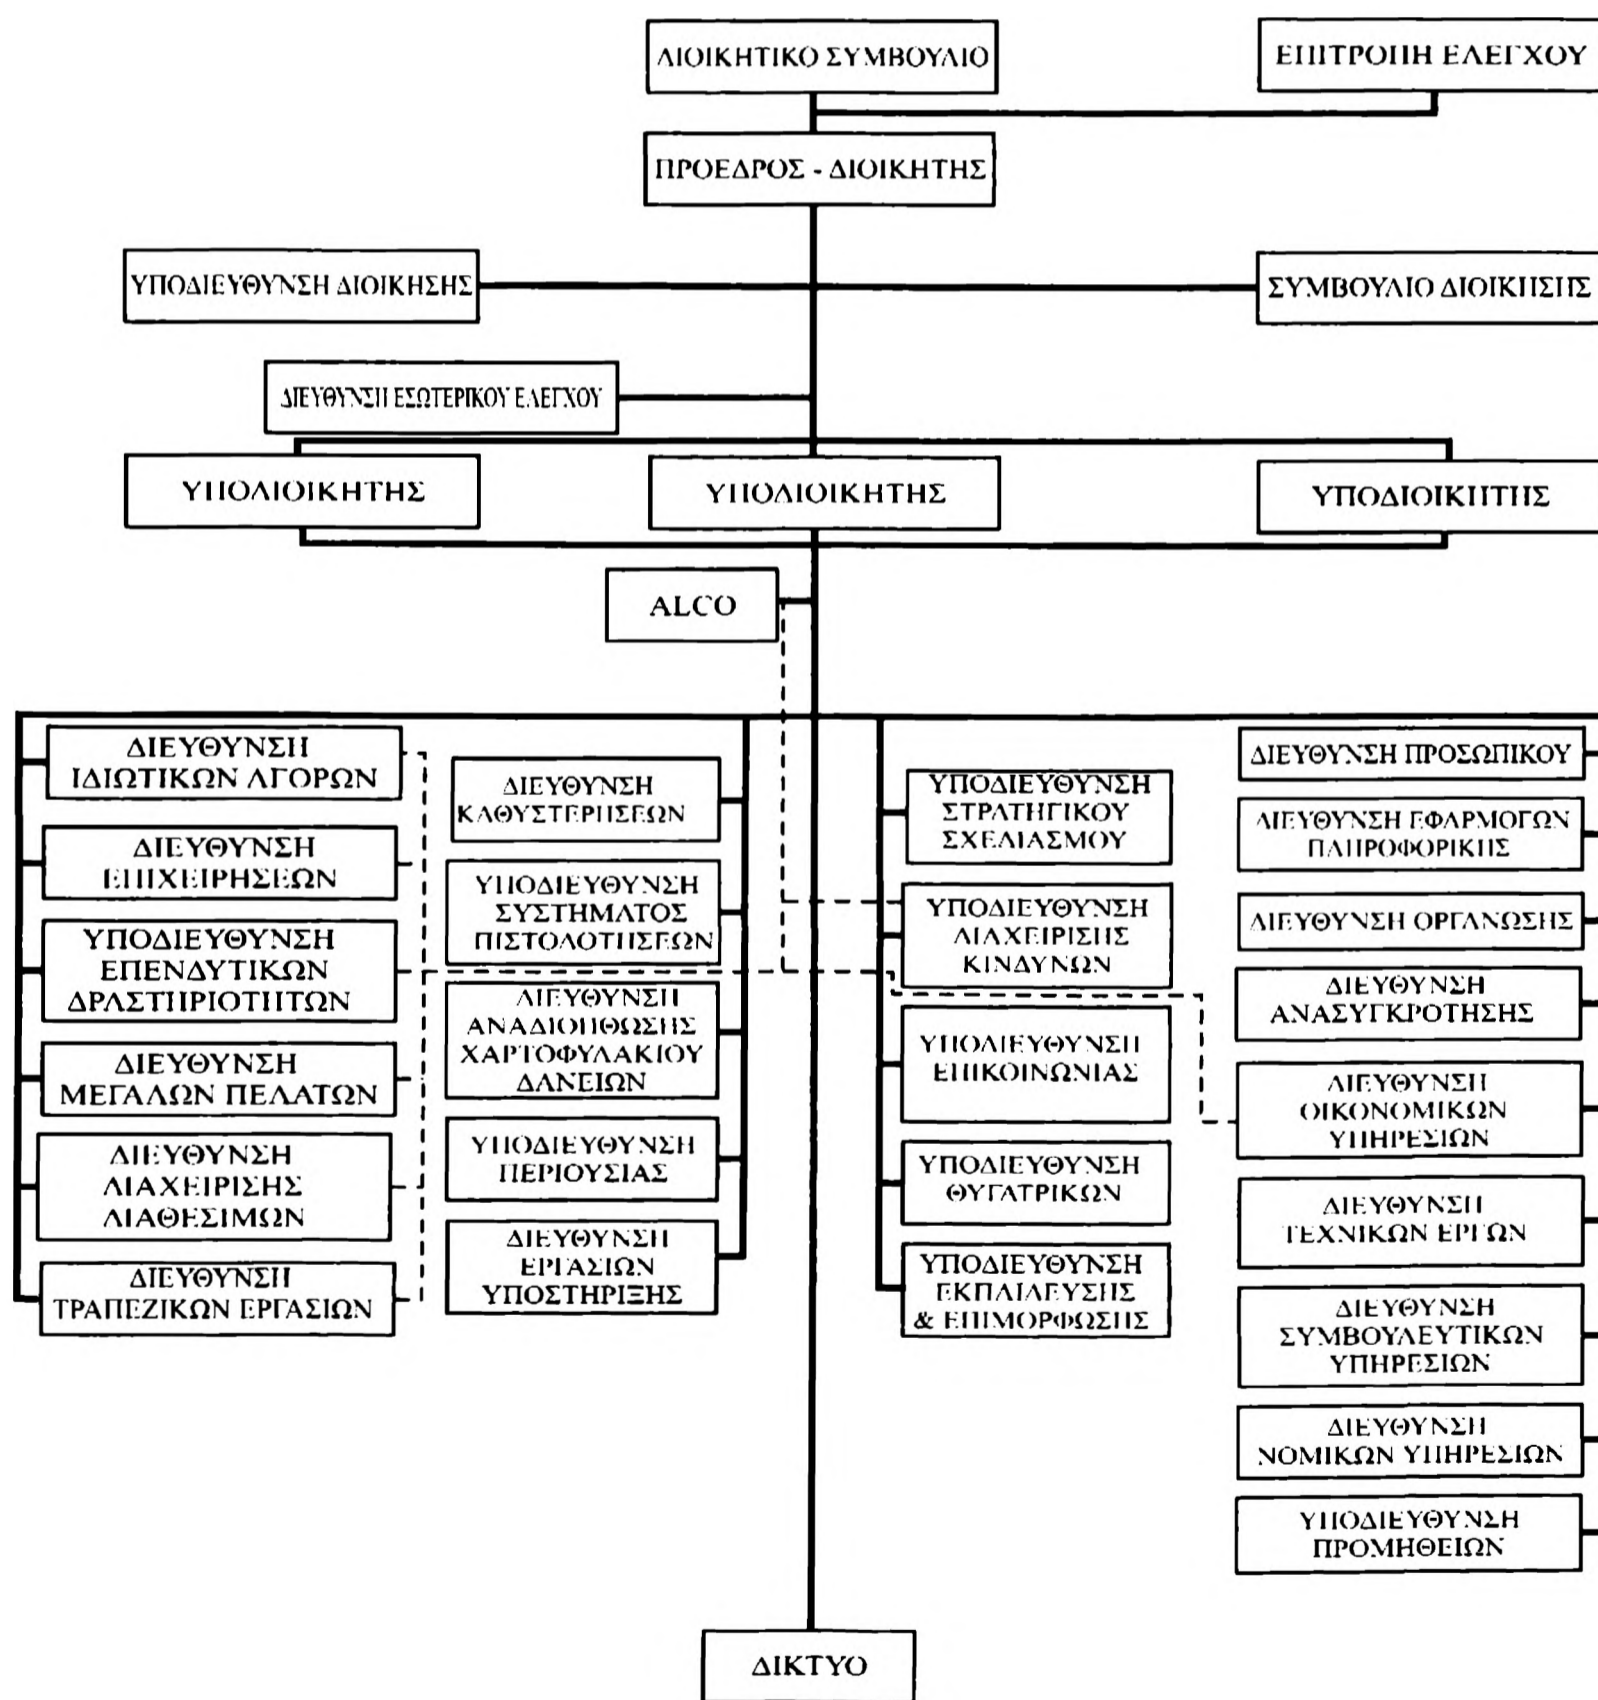 ΔΙΟΙΚΗΤΙΚΟ ΣΥΜΒΟΥΛΙΟ
ΕΠΙΤΡΟΠΗ ΕΛΕΓΧΟΥ
ΠΡΟΕΔΡΟΣ - ΔΙΟΙΚΗΤΗΣ
ΥΠΟΔΙΕΥΘΥΝΣΗ ΔΙΟΙΚΗΣΗΣ
ΣΥΜΒΟΥΛΙΟ ΔΙΟΙΚΗΣΗΣ
ΔΙΕΥΘΥΝΣΗ ΕΣΩΤΕΡΙΚΟΥ ΕΛΕΓΧΟΥ
ΥΠΟΔΙΟΙΚΗΤΗΣ
ΥΠΟΔΙΟΙΚΗΤΗΣ
ΥΠΟΔΙΟΙΚΗΤΗΣ
ALCO
ΔΙΕΥΘΥΝΣΗ
ΙΔΙΩΤΙΚΩΝ ΑΓΟΡΩΝ
ΔΙΕΥΘΥΝΣΗ
ΕΠΙΧΕΙΡΗΣΕΩΝ
ΥΠΟΔΙΕΥΘΥΝΣΗ
ΕΠΕΝΔΥΤΙΚΩΝ
ΔΡΑΣΤΗΡΙΟΤΗΤΩΝ
ΔΙΕΥΘΥΝΣΗ
ΜΕΓΑΛΩΝ ΠΕΛΑΤΩΝ
ΔΙΕΥΘΥΝΣΗ
ΔΙΑΧΕΙΡΙΣΗΣ
ΔΙΑΘΕΣΙΜΩΝ
ΔΙΕΥΘΥΝΣΗ
ΤΡΑΠΕΖΙΚΩΝ ΕΡΓΑΣΙΩΝ
ΔΙΕΥΘΥΝΣΗ
ΚΑΘΥΣΤΕΡΗΣΕΩΝ
ΥΠΟΔΙΕΥΘΥΝΣΗ
ΣΥΣΤΗΜΑΤΟΣ
ΠΙΣΤΟΔΟΤΗΣΕΩΝ
ΔΙΕΥΘΥΝΣΗ
ΑΝΑΔΙΟΠΘΩΣΗΣ
ΧΑΡΤΟΦΥΛΑΚΙΟΥ
ΔΑΝΕΙΩΝ
ΥΠΟΔΙΕΥΘΥΝΣΗ
ΠΕΡΙΟΥΣΙΑΣ
ΔΙΕΥΘΥΝΣΗ
ΕΡΓΑΣΙΩΝ
ΥΠΟΣΤΗΡΙΞΗΣ
ΥΠΟΔΙΕΥΘΥΝΣΗ
ΣΤΡΑΤΗΓΙΚΟΥ
ΣΧΕΔΙΑΣΜΟΥ
ΥΠΟΔΙΕΥΘΥΝΣΗ
ΔΙΑΧΕΙΡΙΣΗΣ
ΚΙΝΔΥΝΩΝ
ΥΠΟΔΙΕΥΘΥΝΣΗ
ΕΠΙΚΟΙΝΩΝΙΑΣ
ΥΠΟΔΙΕΥΘΥΝΣΗ
ΘΥΓΑΤΡΙΚΩΝ
ΥΠΟΔΙΕΥΘΥΝΣΗ
ΕΚΠΑΙΔΕΥΣΗΣ
& ΕΠΙΜΟΡΦΩΣΗΣ
ΔΙΕΥΘΥΝΣΗ ΠΡΟΣΩΠΙΚΟΥ
ΔΙΕΥΘΥΝΣΗ ΕΦΑΡΜΟΓΩΝ
ΠΛΗΡΟΦΟΡΙΚΗΣ
ΔΙΕΥΘΥΝΣΗ ΟΡΓΑΝΩΣΗΣ
ΔΙΕΥΘΥΝΣΗ
ΑΝΑΣΥΓΚΡΟΤΗΣΗΣ
ΔΙΕΥΘΥΝΣΗ
ΟΙΚΟΝΟΜΙΚΩΝ
ΥΠΗΡΕΣΙΩΝ
ΔΙΕΥΘΥΝΣΗ
ΤΕΧΝΙΚΩΝ ΕΡΓΩΝ
ΔΙΕΥΘΥΝΣΗ
ΣΥΜΒΟΥΛΕΥΤΙΚΩΝ
ΥΠΗΡΕΣΙΩΝ
ΔΙΕΥΘΥΝΣΗ
ΝΟΜΙΚΩΝ ΥΠΗΡΕΣΙΩΝ
ΥΠΟΔΙΕΥΘΥΝΣΗ
ΠΡΟΜΗΘΕΙΩΝ
ΔΙΚΤΥΟ